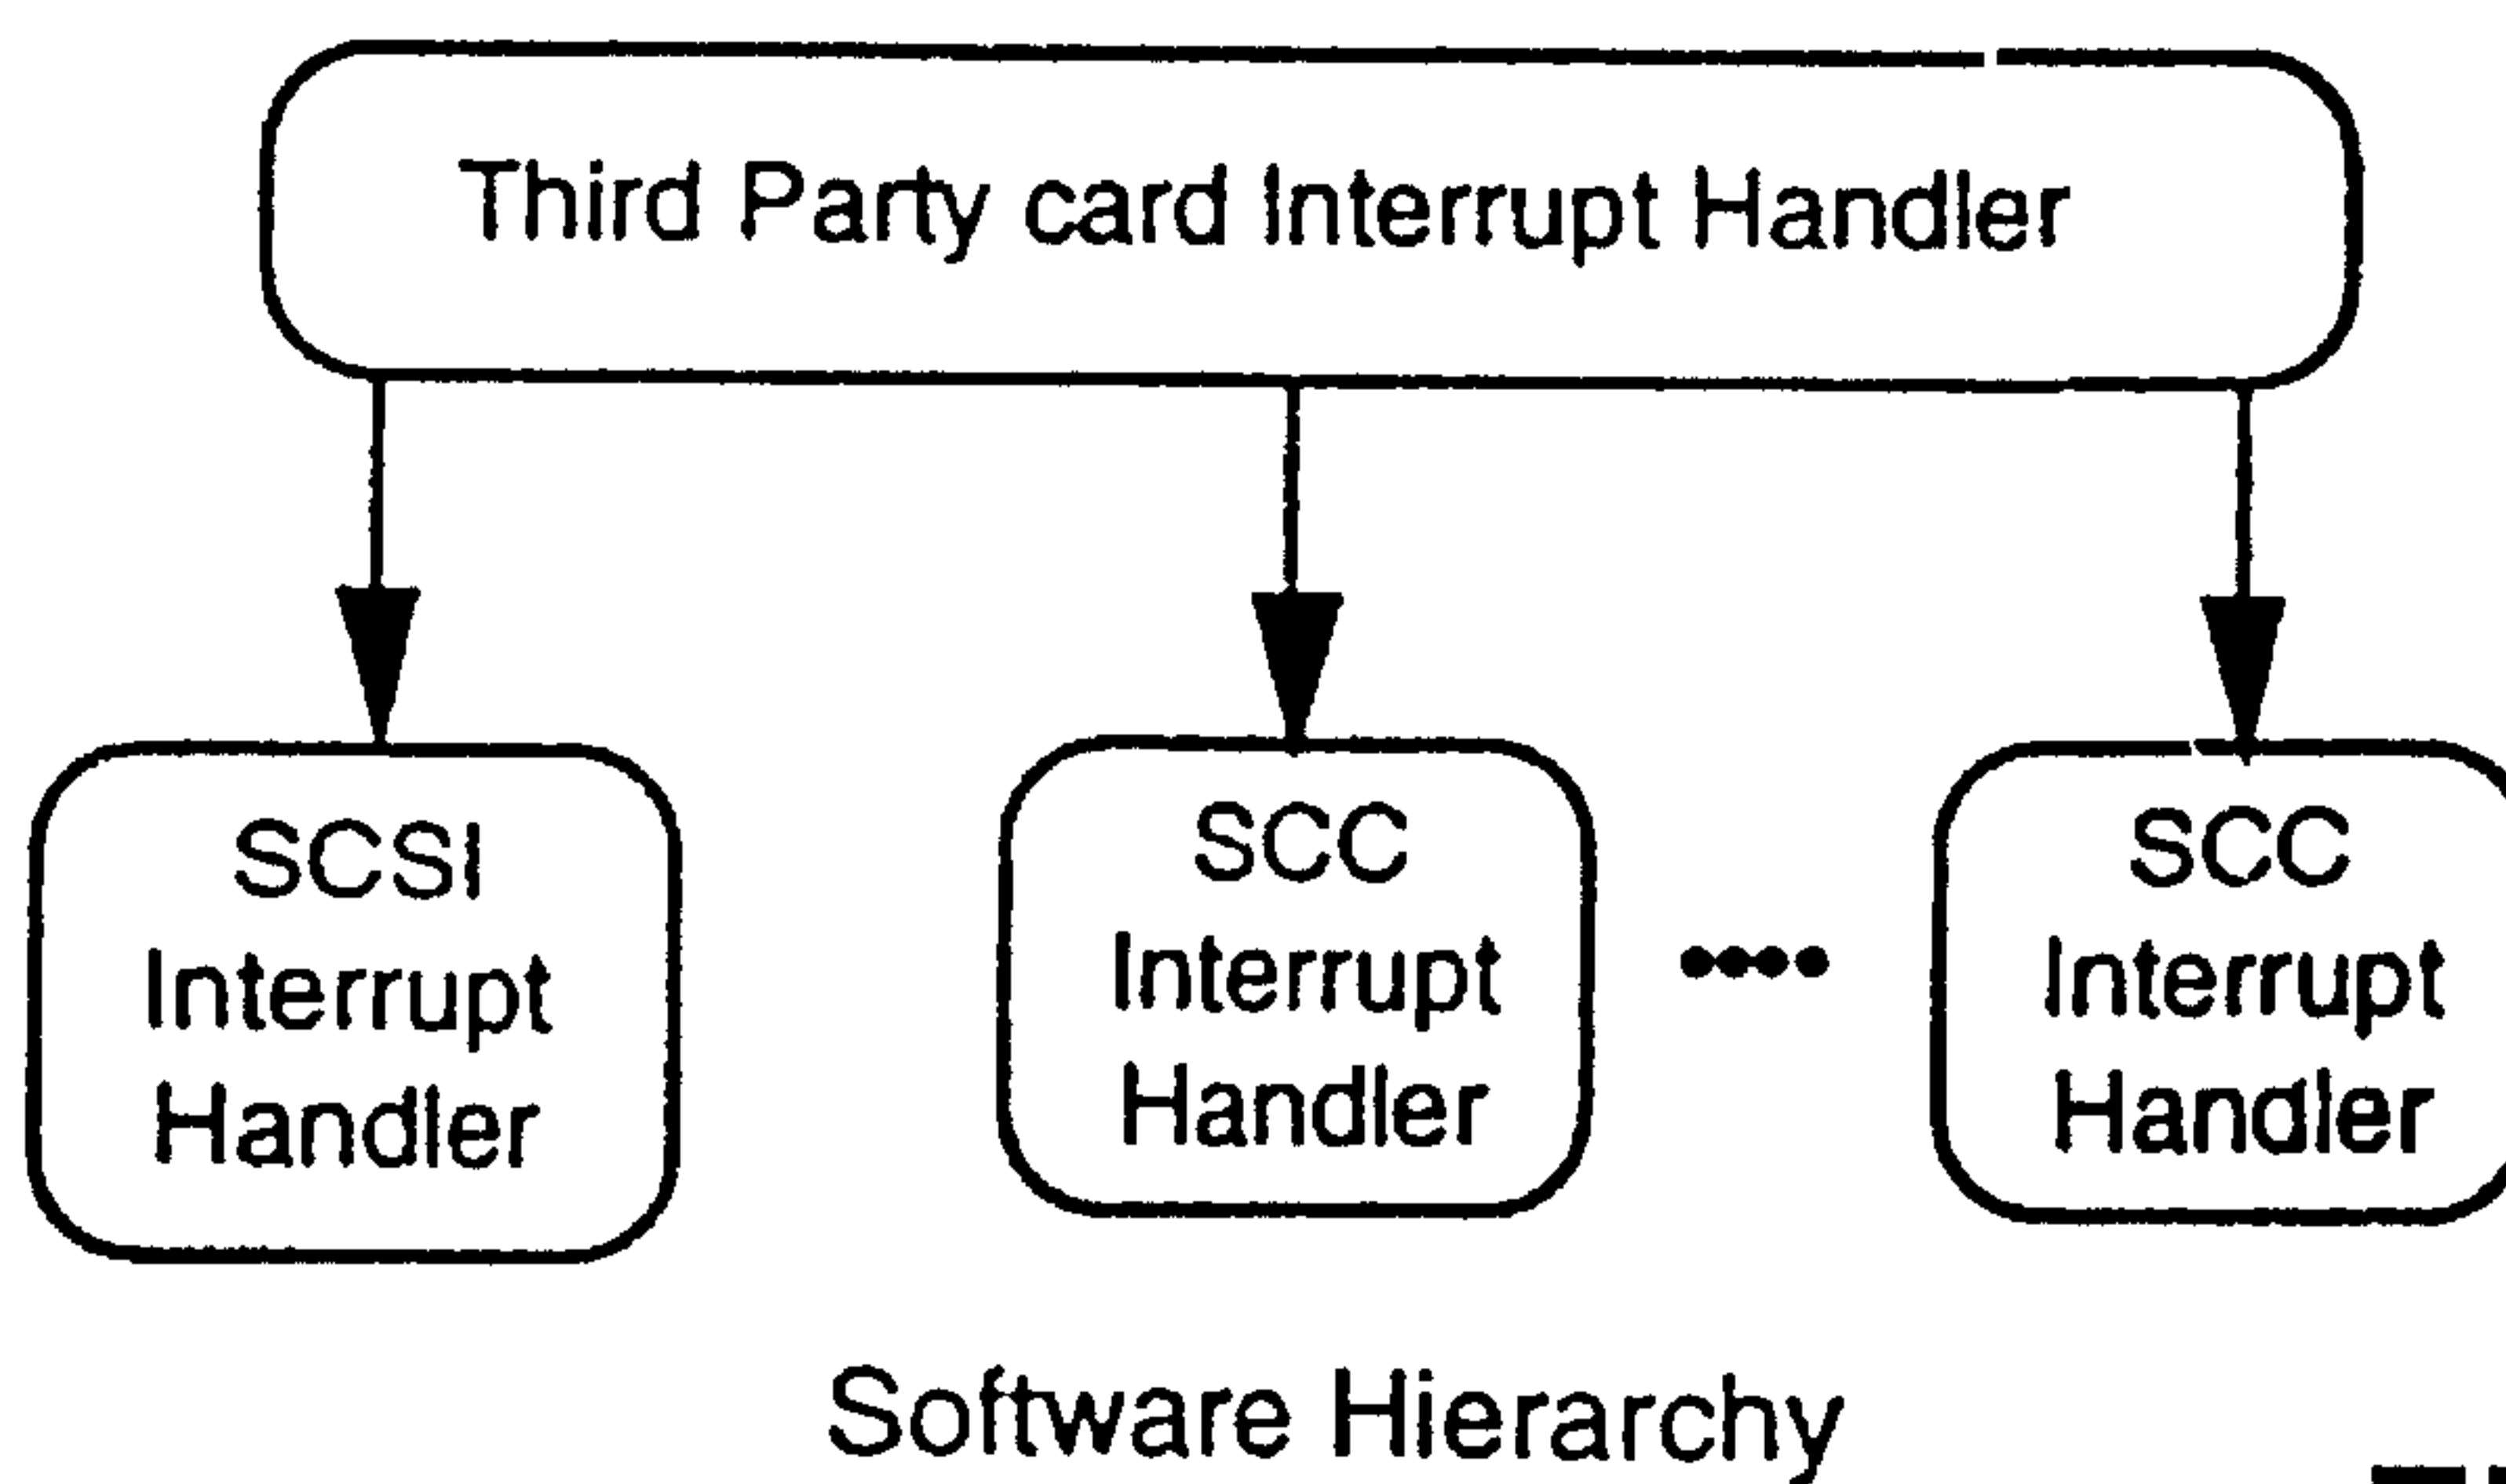 Third Party card Interrupt Handler
SCSI
Interrupt
Handler
SCC
Interrupt
Handler
SCC
Interrupt
Handler
Software Hierarchy